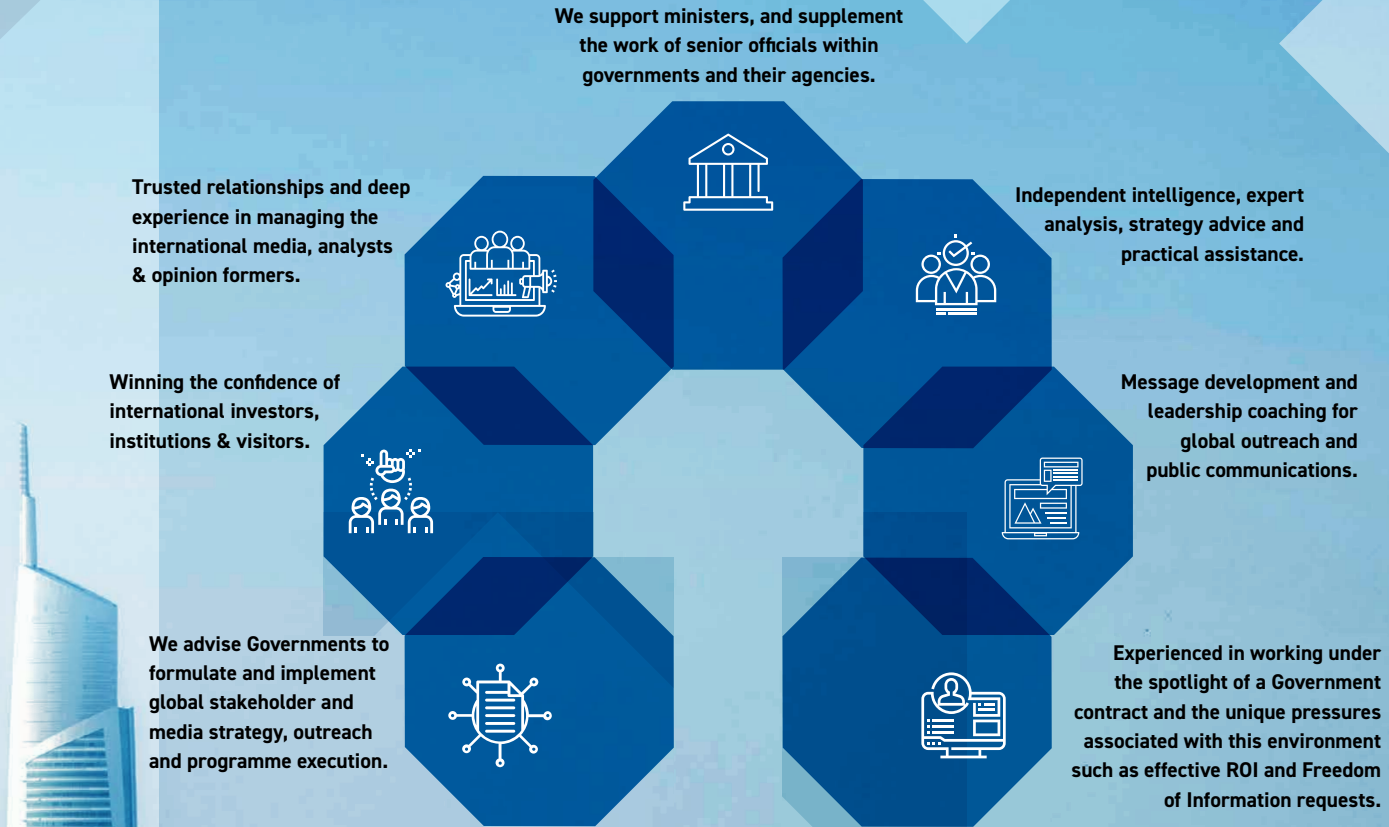 We support ministers, and supplement
the work of senior officials within
governments and their agencies.
Trusted relationships and deep
experience in managing the
international media, analysts
& opinion formers.
Independent intelligence, expert
analysis, strategy advice and
practical assistance.
Winning the confidence of
international investors,
institutions & visitors.
Message development and
leadership coaching for
global outreach and
public communications.
We advise Governments to
formulate and implement
global stakeholder and
media strategy, outreach
and programme execution.
Experienced in working under
the spotlight of a Government
contract and the unique pressures
associated with this environment
such as effective ROI and Freedom
of Information requests.